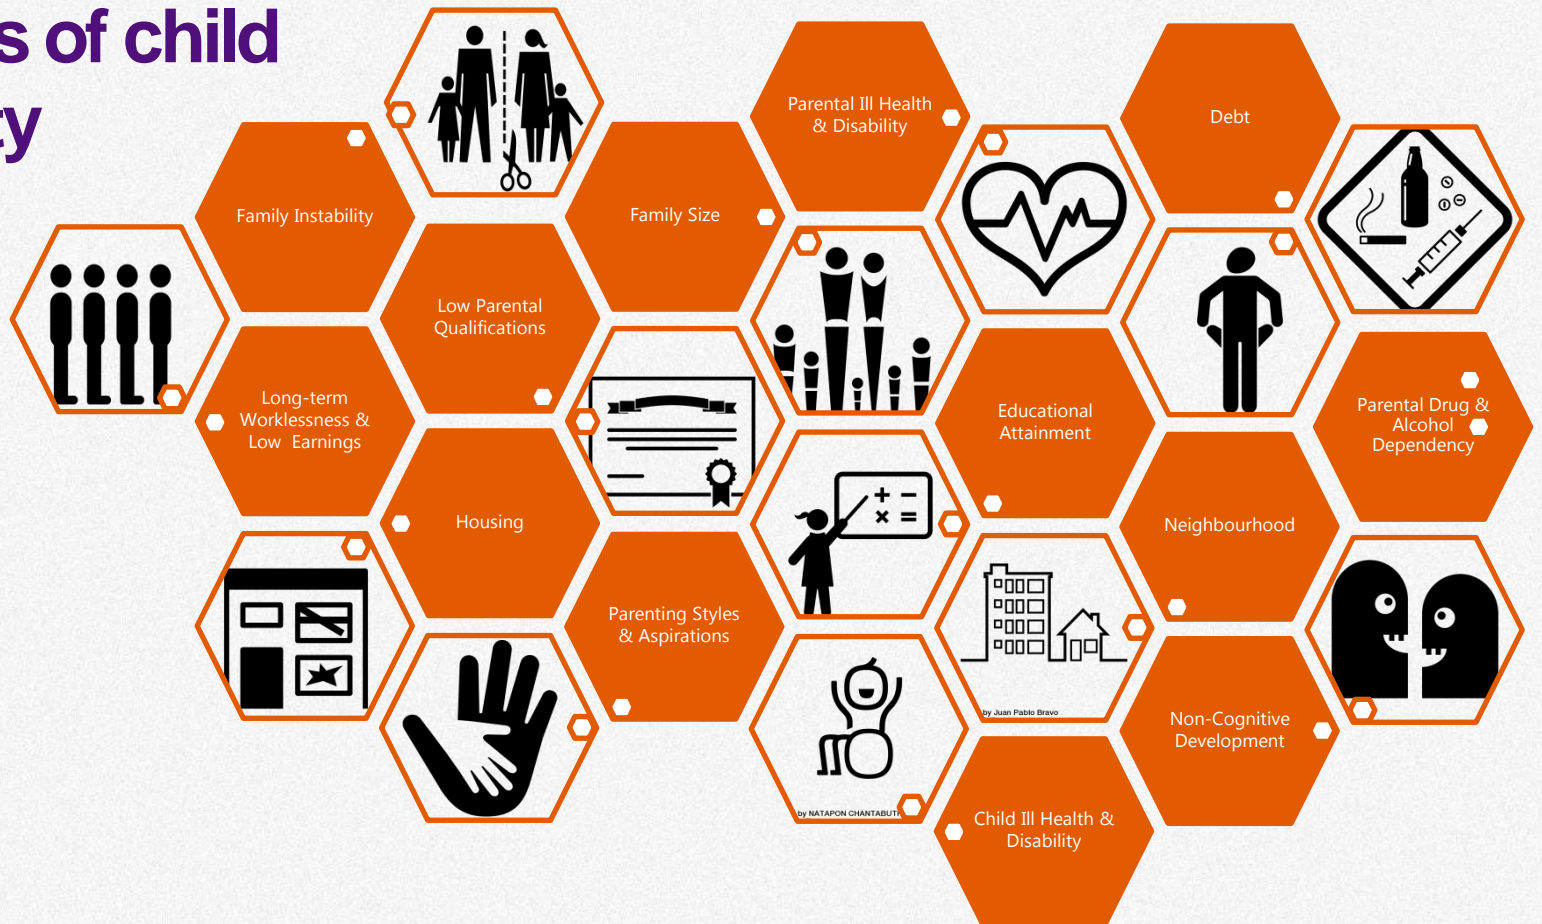 s of child
ty
Parental Ill Health
& Disability
Debt
Family Instability
Family Size
Low Parental
Qualifications
Long-term
Worklessness &
Low Earnings
Educational
Attainment
Parental Drug &
Alcohol
Dependency
Housing
Neighbourhood
Parenting Styles
& Aspirations
by Juan Pablo Bravo
Non-Cognitive
Development
by NATAPON CHANTABUT
Child Ill Health &
Disability